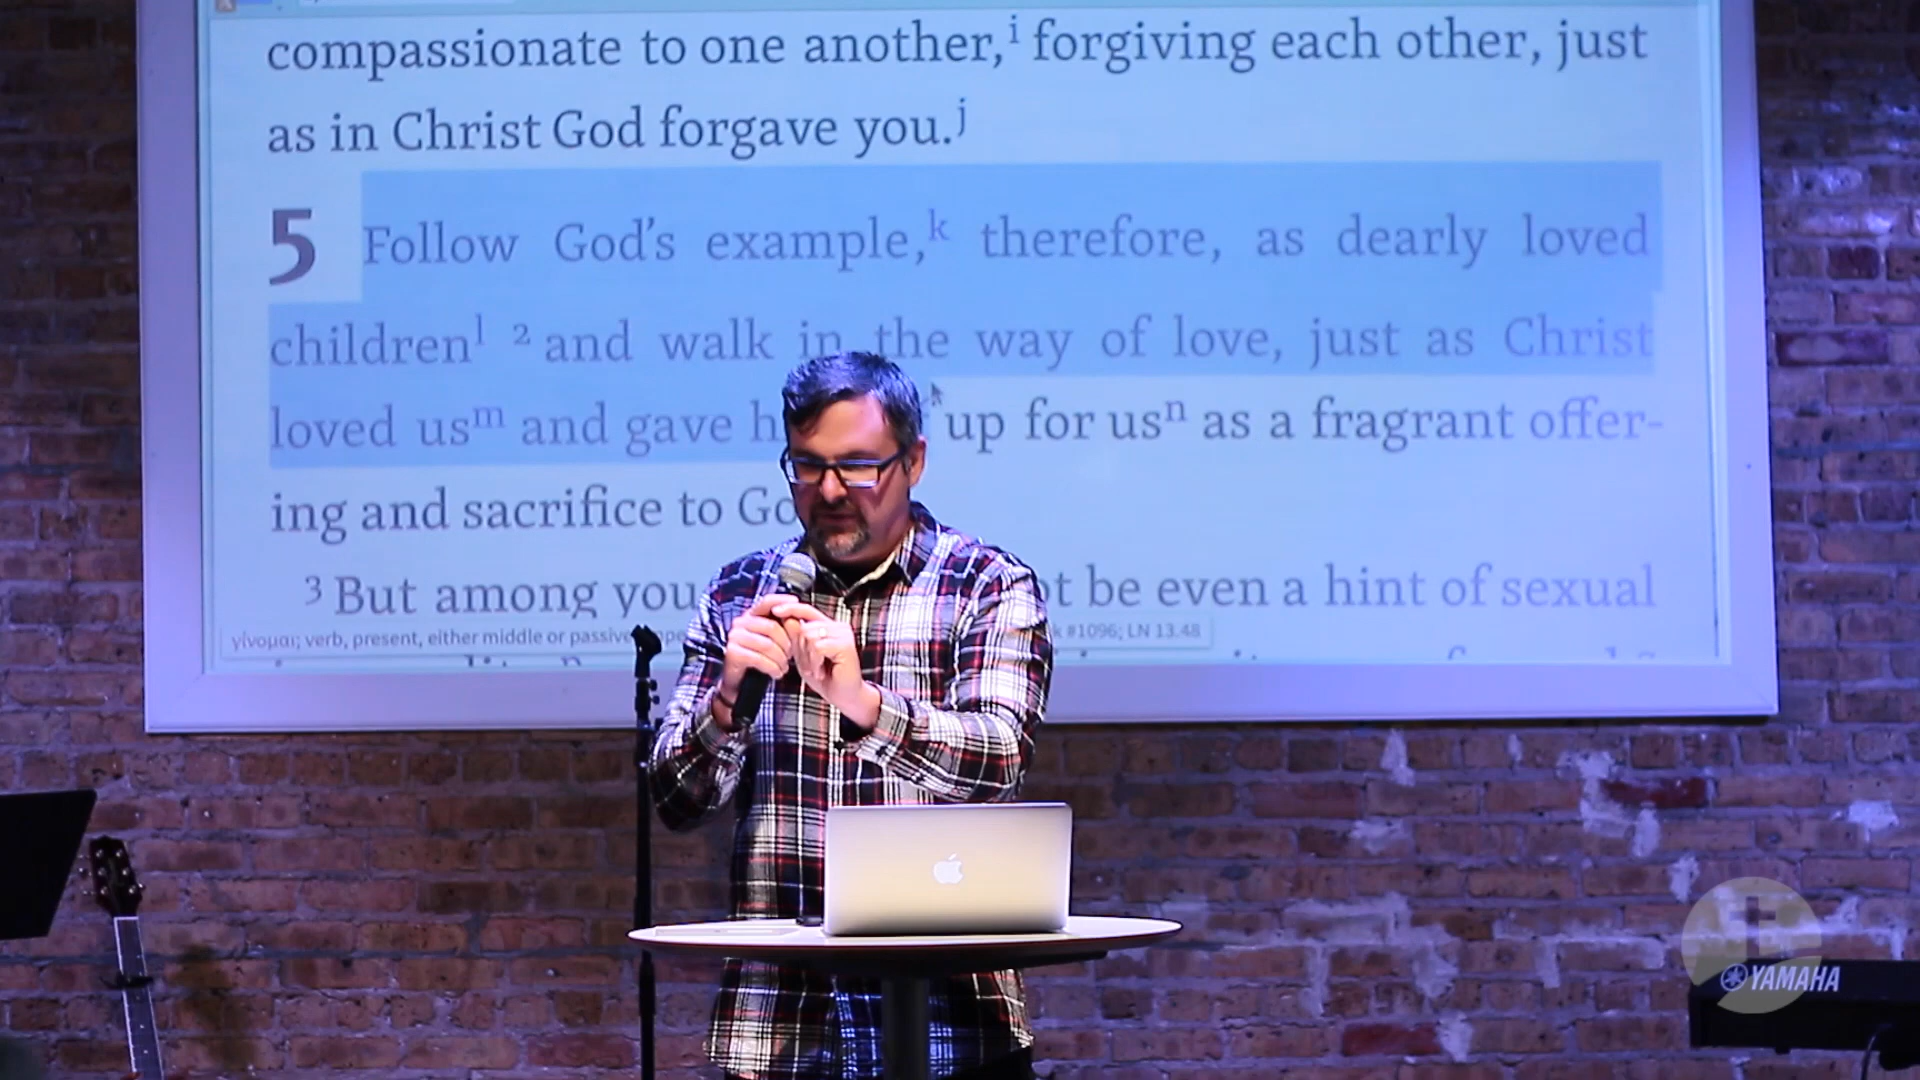 compassionate to one another,i forgiving each other, just
as in Christ God forgave you.j
5 Follow God's example,k therefore, as dearly loved
childrenl 2 and walk in the way of love, just as Christ
loved usm and gave up for usn as a fragrant offer-
ing and sacrifice to
3 But among you be even a hint of sexual
γίνομαι; verb, present, either middle or passive #1096; LN 13.48
YAMAHA